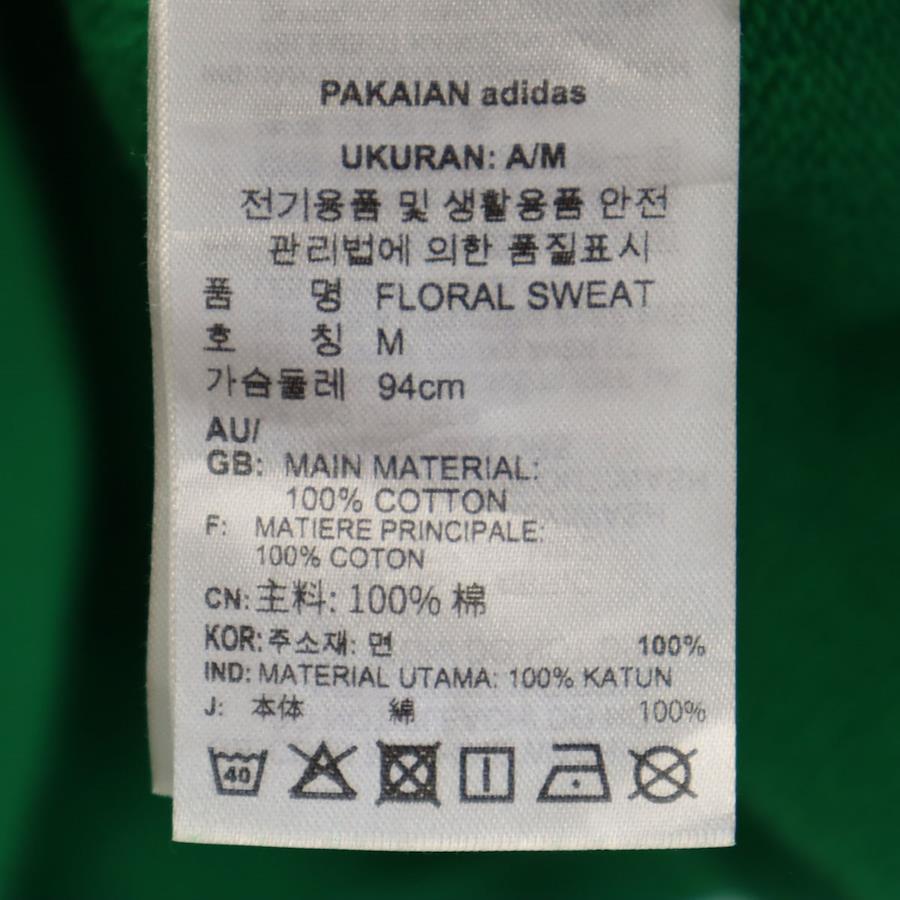 PAKAIAN adidas
UKURAN: A/M
전기용품 및 생활용품 안전
관리법에 의한 품질표시
품 명 FLORAL SWEAT
호 칭 M
가슴둘레 94cm
AU/
GB: MAIN MATERIAL:
100% COTTON
F: MATIERE PRINCIPALE:
100% COTON
CN: 主料: 100% 棉
KOR: 주소재: 면 100%
IND: MATERIAL UTAMA: 100% KATUN
J: 本体 綿 100%
40